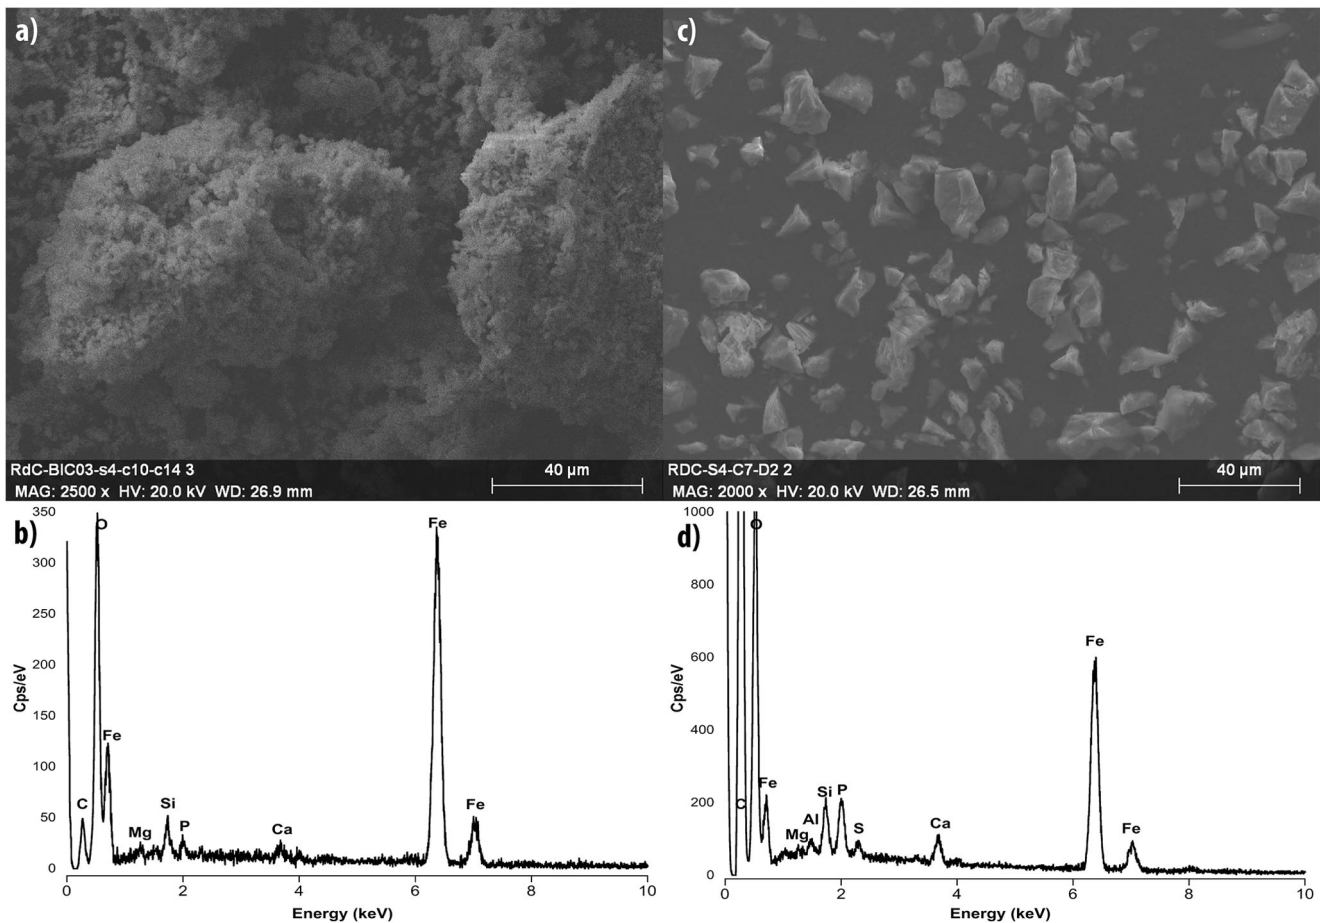 a)
RdC-BIC03-s4-c10-c14 3
MAG: 2500 x HV: 20.0 kV WD: 26.9 mm
40 µm
c)
RDC-S4-C7-D2 2
MAG: 2000 x HV: 20.0 kV WD: 26.5 mm
40 µm
b)
Cps/eV
350
300
250
200
150
100
50
0
C
O
Fe
Mg
Si
P
Ca
Fe
Fe
0 2 4 6 8 10
Energy (keV)
d)
Cps/eV
1000
800
600
400
200
0
C
O
Fe
Mg
Al
Si
P
S
Ca
Fe
Fe
0 2 4 6 8 10
Energy (keV)